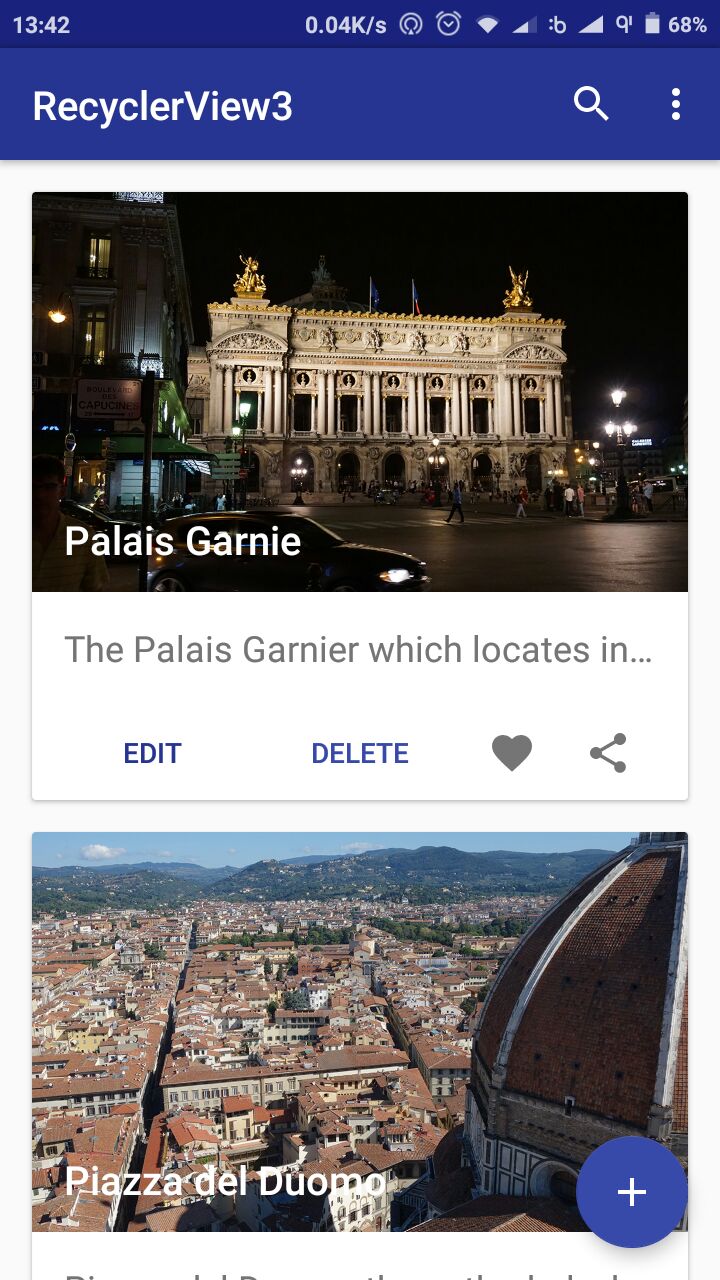 13:42 0.04K/s 68%
RecyclerView3
BOULEVARD
DES
CAPUCINES
Palais Garnie
The Palais Garnier which locates in...
EDIT DELETE
Piazza del Duomo